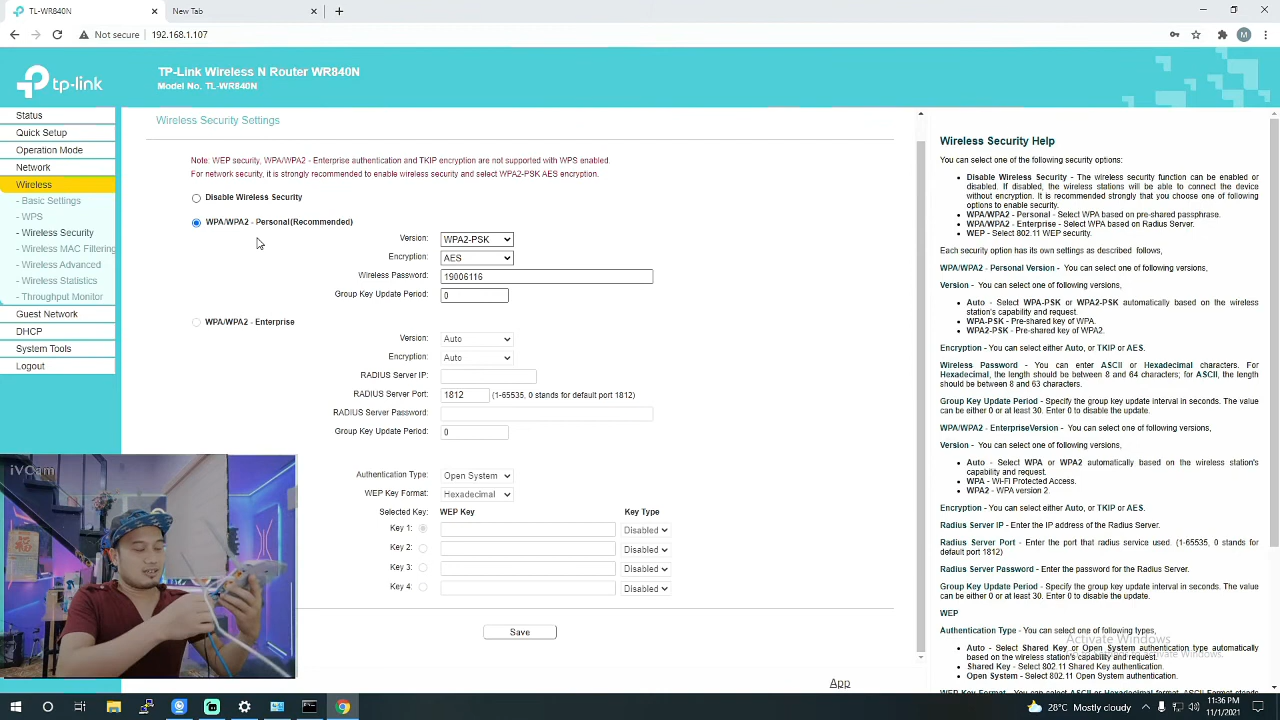 TL-WR840N
New Tab
Not secure
192.168.1.107
M
tp-link
TP-Link Wireless N Router WR840N
Model No. TL-WR840N
Status
Quick Setup
Operation Mode
Network
Wireless
- Basic Settings
- WPS
- Wireless Security
- Wireless MAC Filtering
- Wireless Advanced
- Wireless Statistics
- Throughput Monitor
Guest Network
DHCP
System Tools
Logout
Wireless Security Settings
Note: WEP security, WPA/WPA2 - Enterprise authentication and TKIP encryption are not supported with WPS enabled.
For network security, it is strongly recommended to enable wireless security and select WPA2-PSK AES encryption.
Disable Wireless Security
WPA/WPA2 - Personal(Recommended)
Version: WPA2-PSK
Encryption: AES
Wireless Password: 19006116
Group Key Update Period: 0
WPA/WPA2 - Enterprise
Version: Auto
Encryption: Auto
RADIUS Server IP:
RADIUS Server Port: 1812 (1-65535, 0 stands for default port 1812)
RADIUS Server Password:
Group Key Update Period: 0
Authentication Type: Open System
WEP Key Format: Hexadecimal
Selected Key: WEP Key Key Type
Key 1: Disabled
Key 2: Disabled
Key 3: Disabled
Key 4: Disabled
Save
App
Wireless Security Help
You can select one of the following security options:
Disable Wireless Security - The wireless security function can be enabled or
disabled. If disabled, the wireless stations will be able to connect the device
without encryption. It is recommended strongly that you choose one of
options to enable security.
WPA/WPA2 - Personal - Select WPA based on pre-shared passphrase.
WPA/WPA2 - Enterprise - Select WPA based on Radius Server.
WEP - Select 802.11 WEP security.
Each security option has its own settings as described follows,
WPA/WPA2 - Personal Version - You can select one of following versions,
Version - You can select one of following versions,
Auto - Select WPA-PSK or WPA2-PSK automatically based on the wireless
station's capability and request.
WPA-PSK - Pre-shared key of WPA.
WPA2-PSK - Pre-shared key of WPA2.
Encryption - You can select either Auto, or TKIP or AES.
Wireless Password - You can enter ASCII or Hexadecimal characters. For
Hexadecimal, the length should be between 8 and 64 characters; for ASCII, the length
should be between 8 and 63 characters.
Group Key Update Period - Specify the group key update interval in seconds. The value
can be either 0 or at least 30. Enter 0 to disable the update.
WPA/WPA2 - EnterpriseVersion - You can select one of following versions,
Version - You can select one of following versions,
Auto - Select WPA or WPA2 automatically based on the wireless station's
capability and request.
WPA - Wi-Fi Protected Access.
WPA2 - WPA version 2.
Encryption - You can select either Auto, or TKIP or AES.
Radius Server IP - Enter the IP address of the Radius Server.
Radius Server Port - Enter the port that radius service used. (1-65535, 0 stands for
default port 1812)
Radius Server Password - Enter the password for the Radius Server.
Group Key Update Period - Specify the group key update interval in seconds. The value
can be either 0 or at least 30. Enter 0 to disable the update.
WEP
Authentication Type - You can select one of following types,
Auto - Select Shared Key or Open System authentication type automatically
based on the wireless station's capability and request.
Shared Key - Select 802.11 Shared Key authentication.
Open System - Select 802.11 Open System authentication.
Activate Windows
iVCam
28°C Mostly cloudy
11:36 PM
11/1/2021